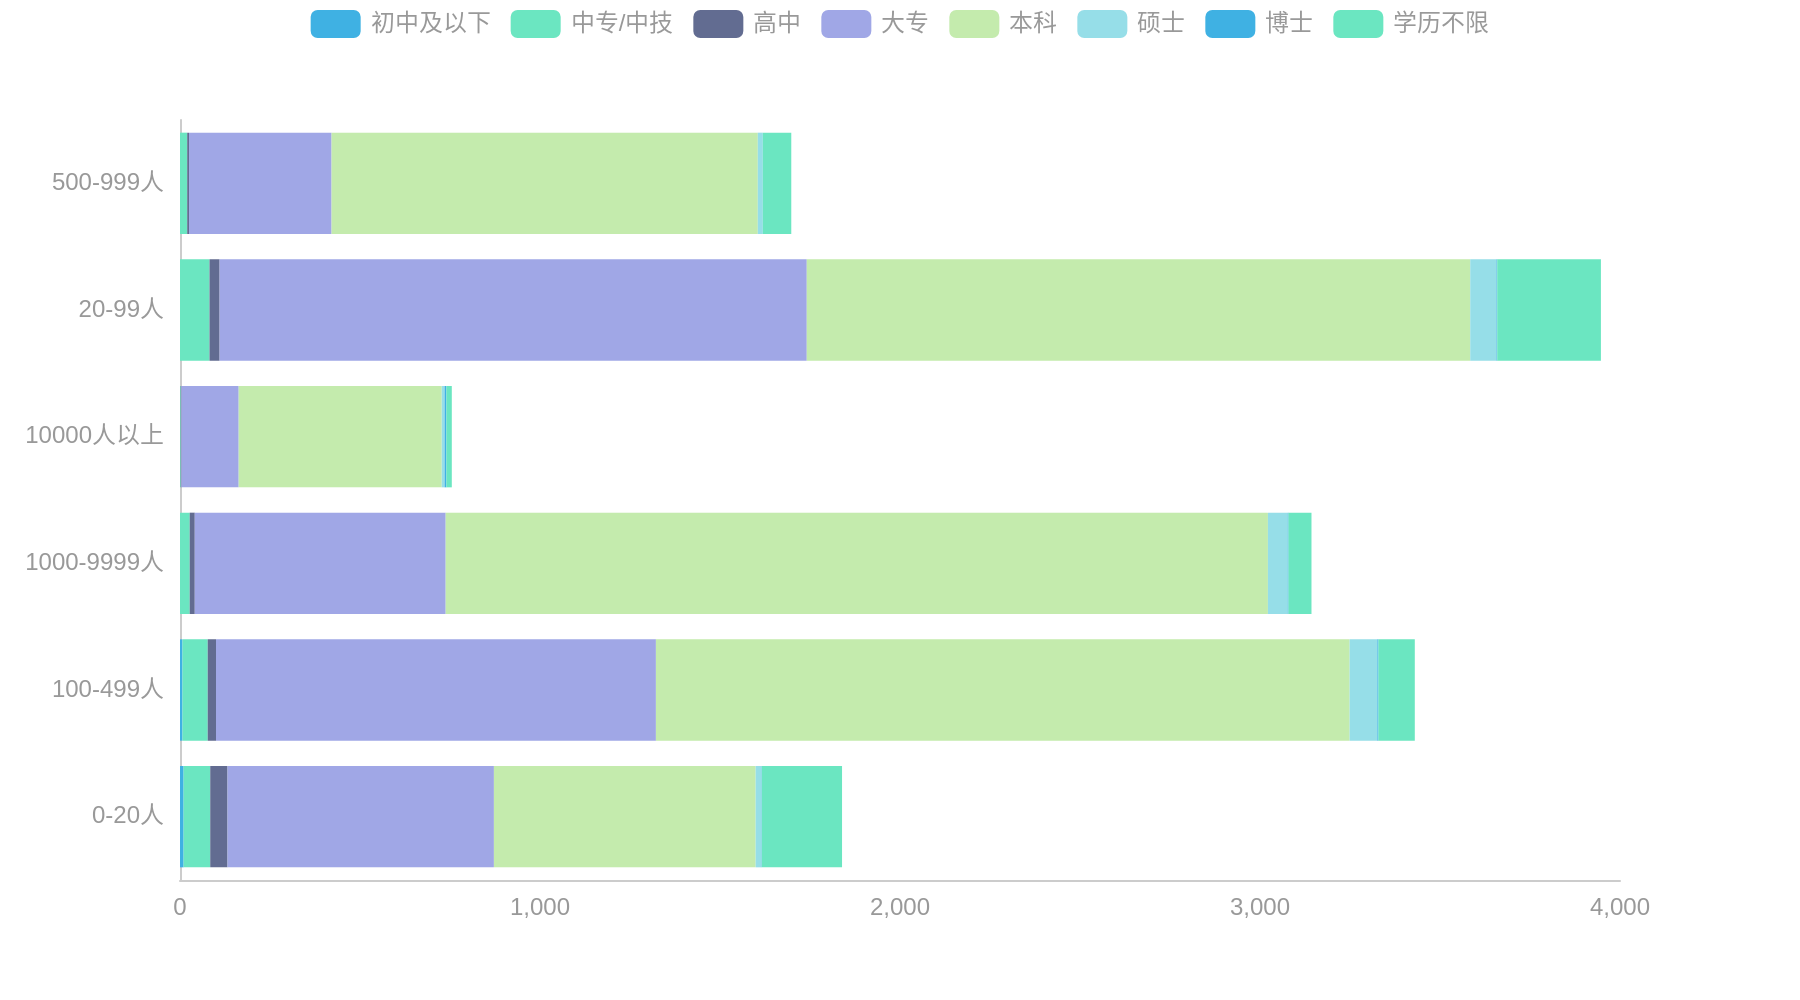 初中及以下 中专/中技 高中 大专 本科 硕士 博士 学历不限
500-999人
20-99人
10000人以上
1000-9999人
100-499人
0-20人
0 1,000 2,000 3,000 4,000